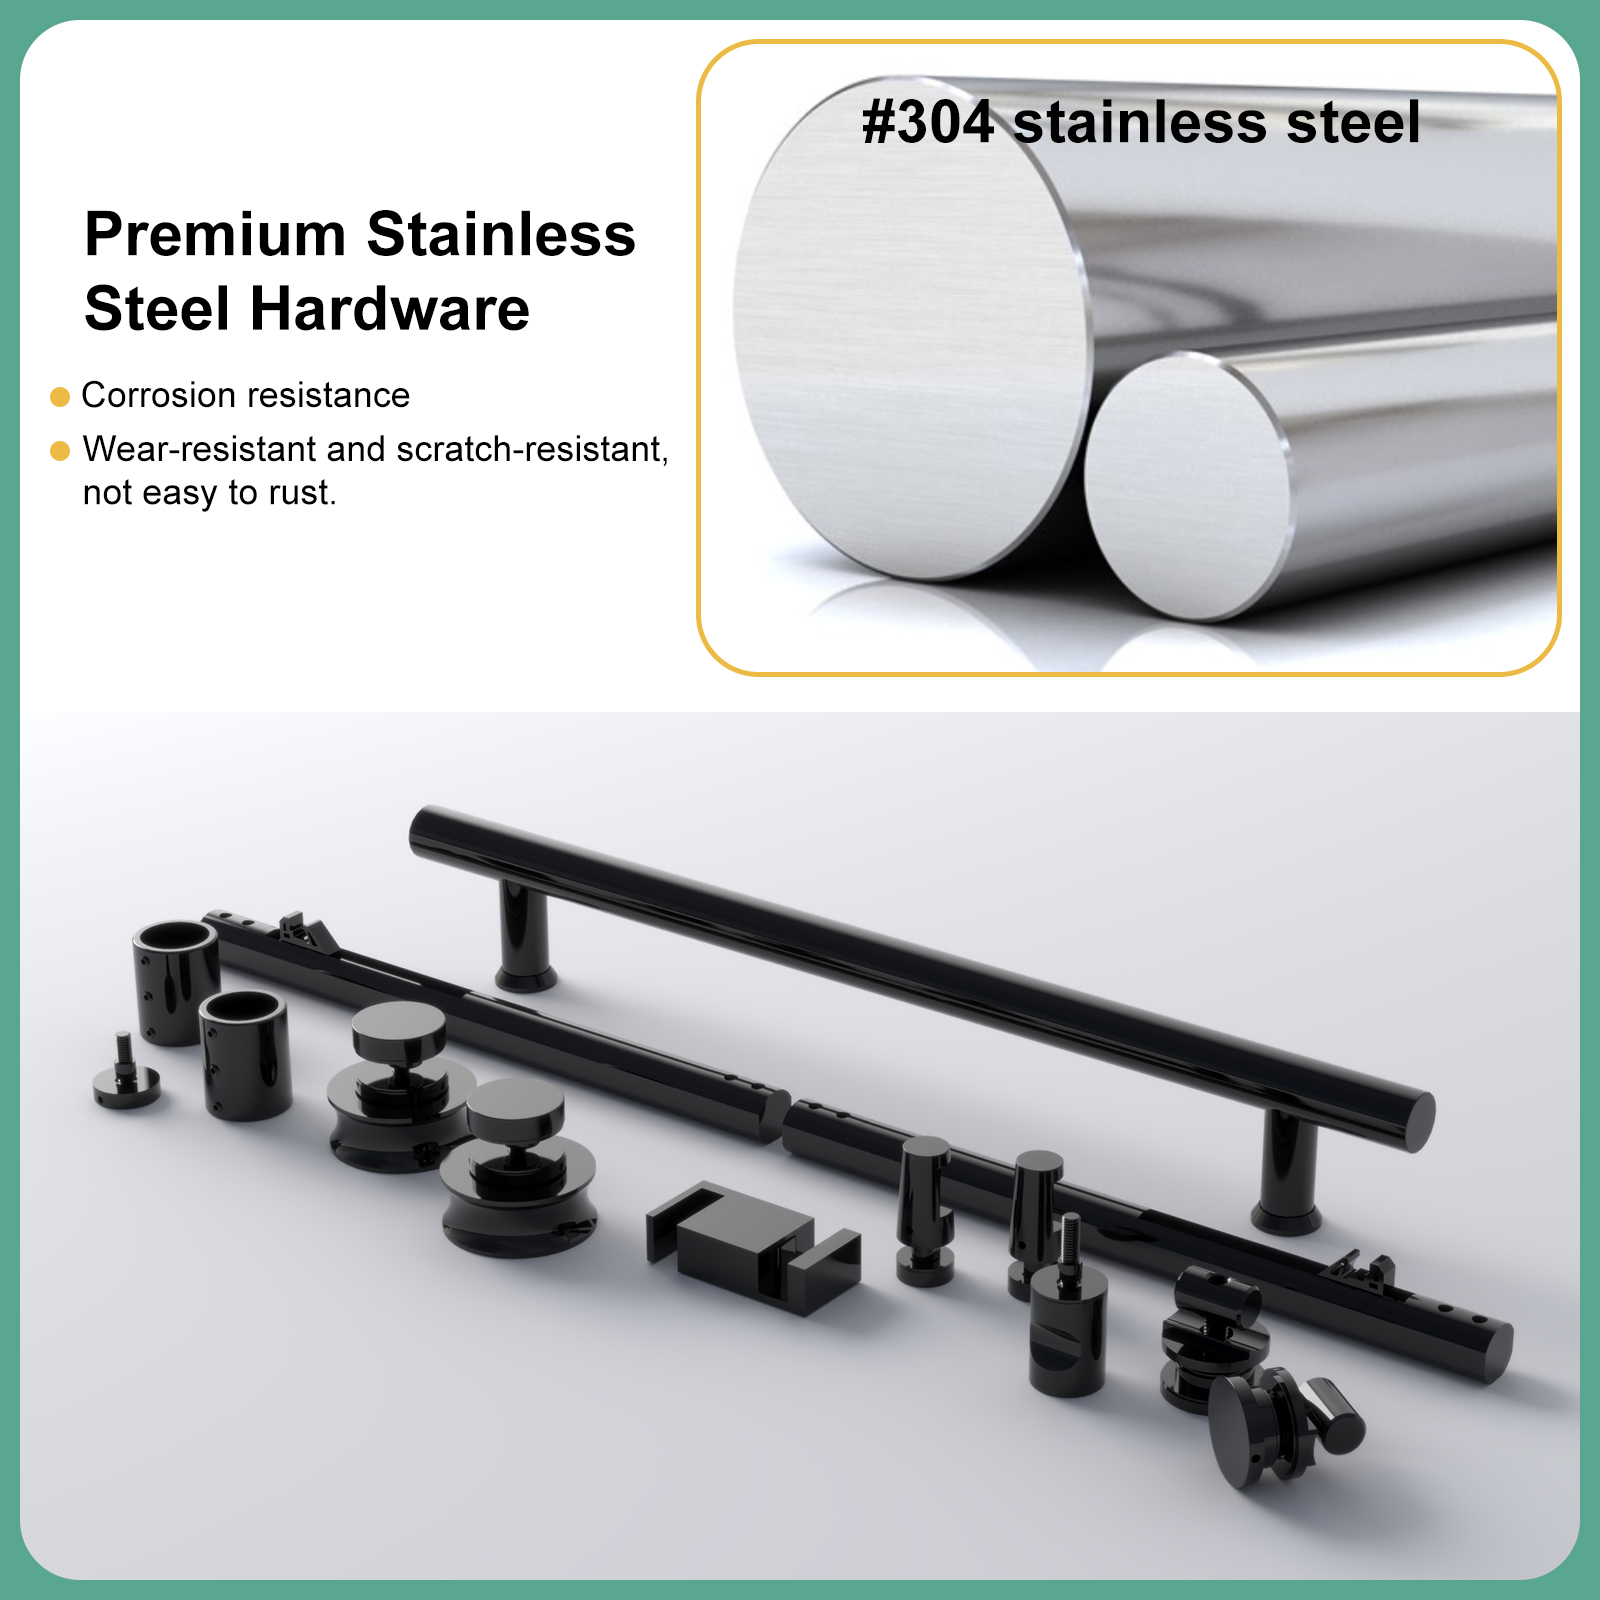 #304 stainless steel
Premium Stainless
Steel Hardware
Corrosion resistance
Wear-resistant and scratch-resistant,
not easy to rust.